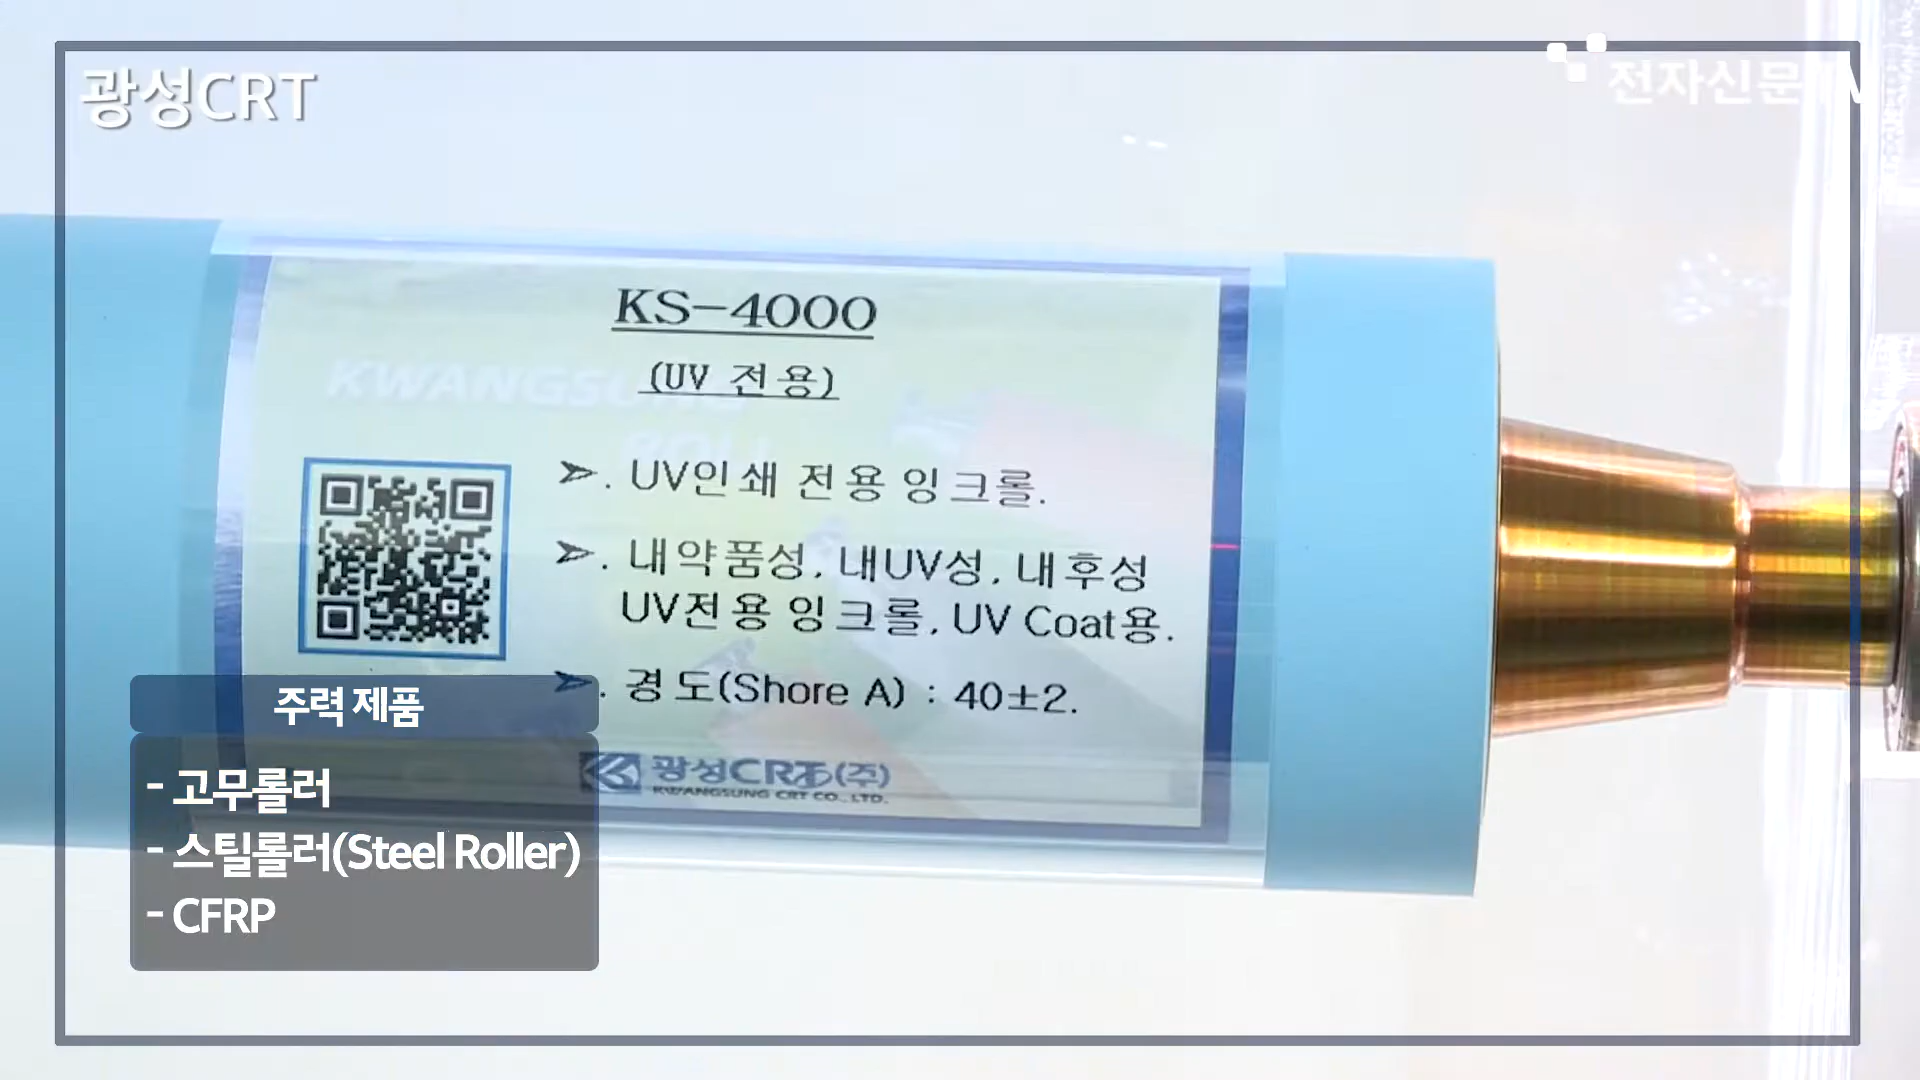 광성CRT
전자신문TV
KS-4000
(UV 전용)
KWANGSUNG
ROLL
➢. UV인쇄 전용 잉크롤.
➢. 내약품성, 내UV성, 내후성
UV전용 잉크롤, UV Coat용.
➢. 경도(Shore A) : 40±2.
광성CRT(주)
KWANGSUNG CRT CO., LTD.
주력 제품
- 고무롤러
- 스틸롤러(Steel Roller)
- CFRP